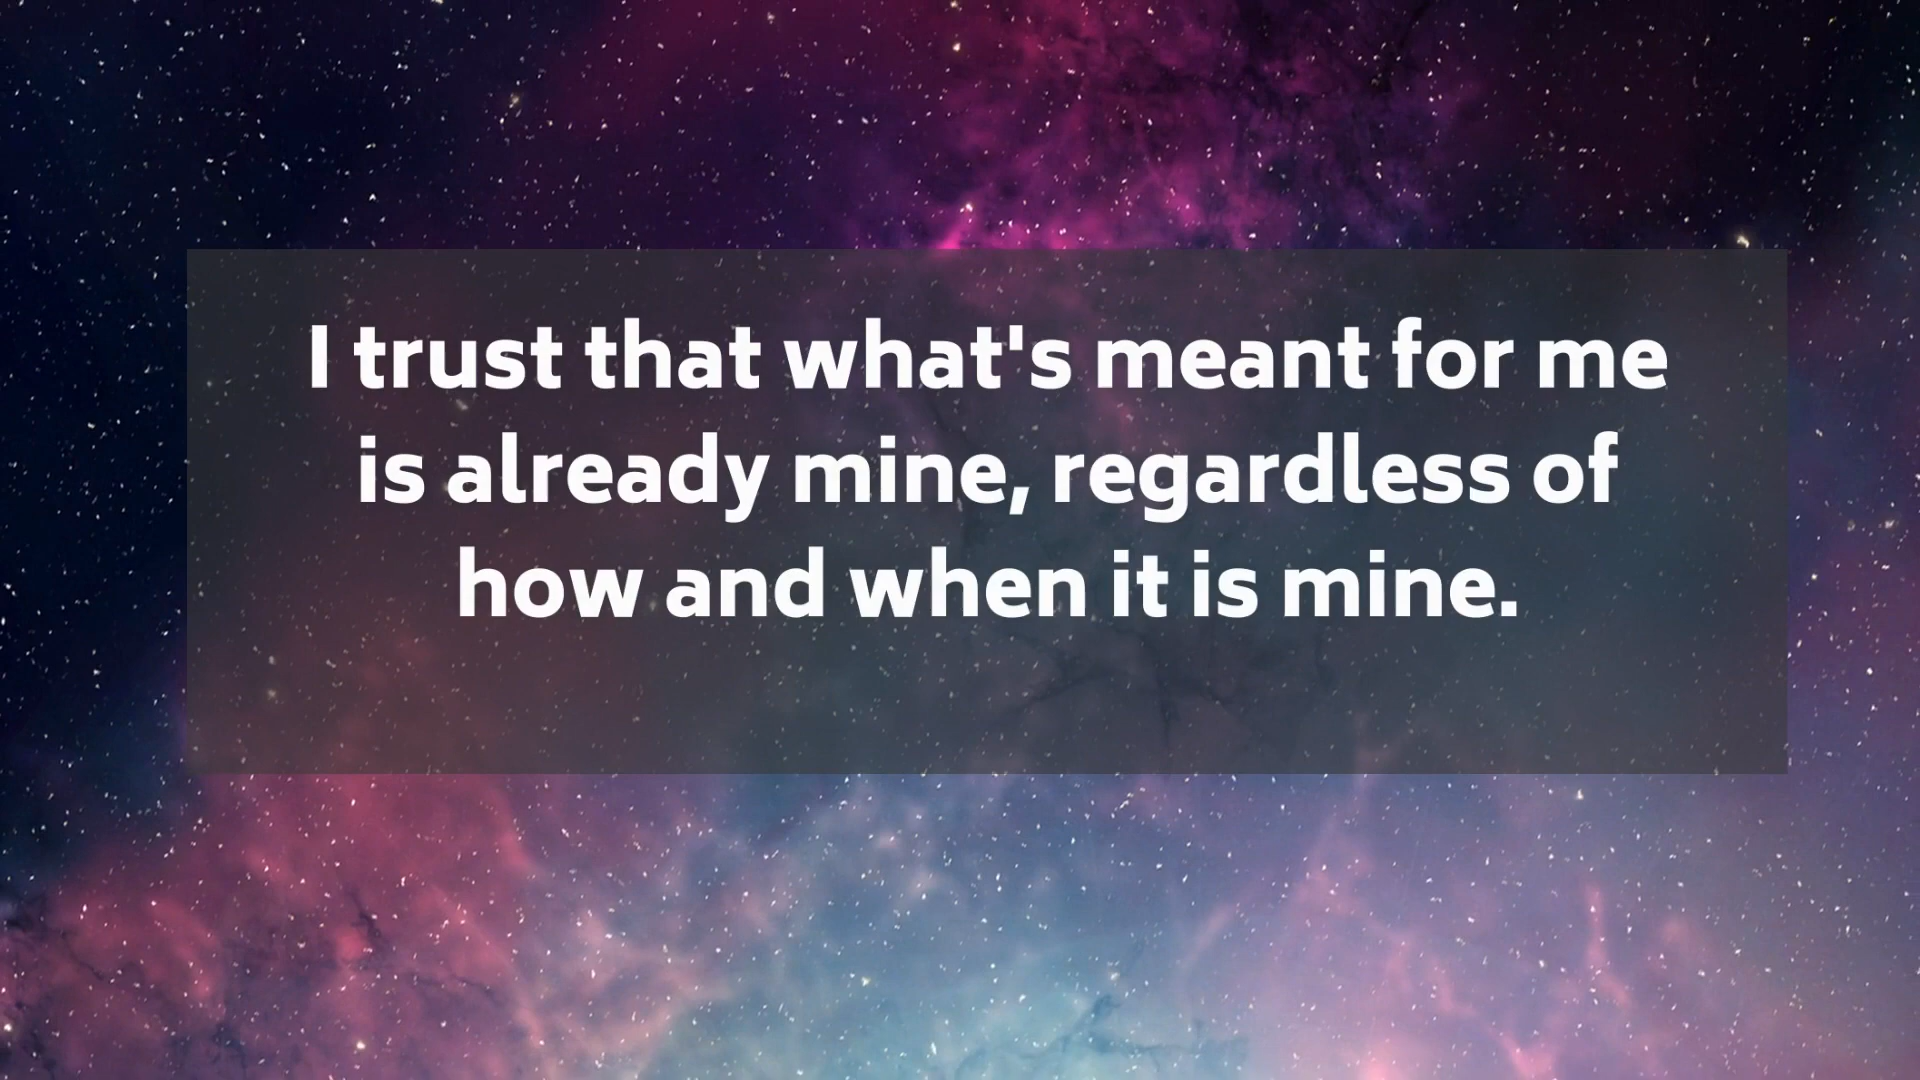 I trust that what's meant for me
is already mine, regardless of
how and when it is mine.